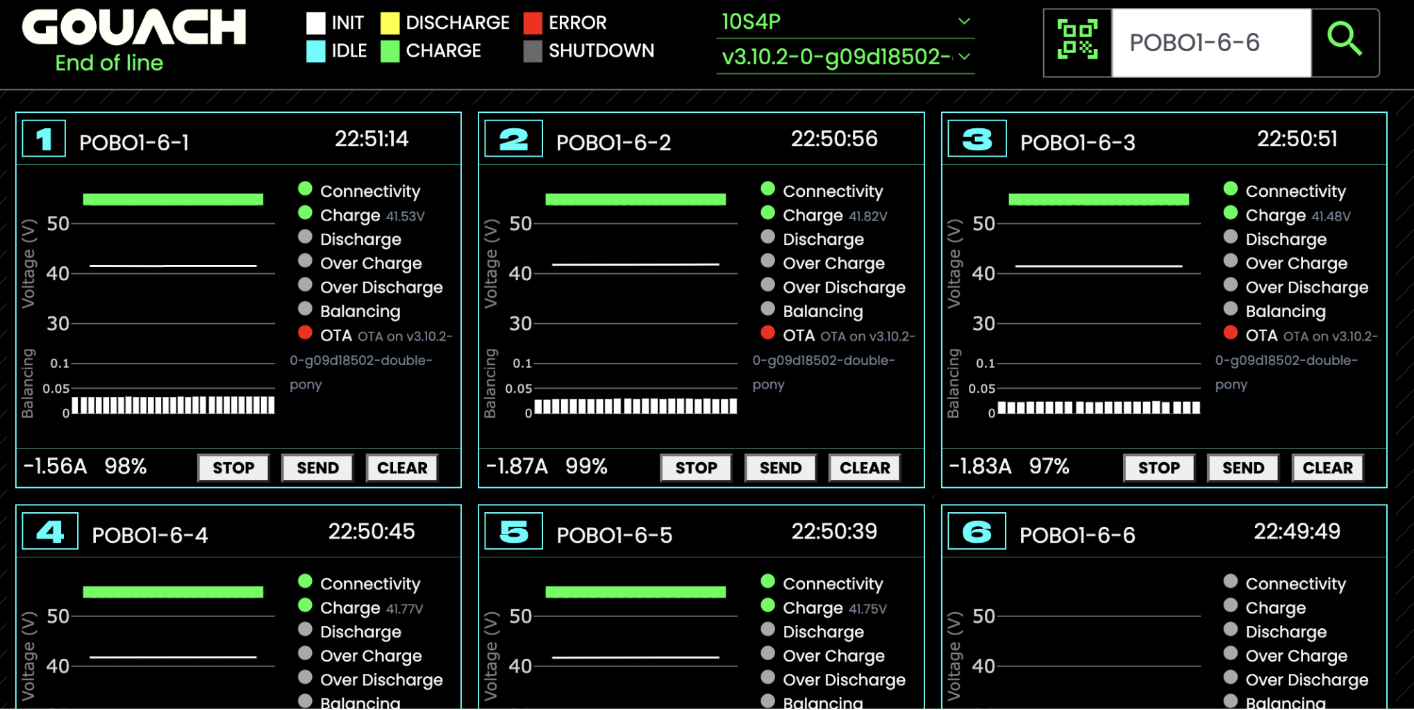 GOUACH
End of line
INIT DISCHARGE ERROR
IDLE CHARGE SHUTDOWN
10S4P
v3.10.2-0-g09d18502-
POBO1-6-6
1 POBO1-6-1 22:51:14
Voltage (V)
50
40
30
Balancing
0.1
0.05
0
Connectivity
Charge 41.53V
Discharge
Over Charge
Over Discharge
Balancing
OTA OTA on v3.10.2-
0-g09d18502-double-
pony
-1.56A 98% STOP SEND CLEAR
2 POBO1-6-2 22:50:56
Voltage (V)
50
40
30
Balancing
0.1
0.05
0
Connectivity
Charge 41.82V
Discharge
Over Charge
Over Discharge
Balancing
OTA OTA on v3.10.2-
0-g09d18502-double-
pony
-1.87A 99% STOP SEND CLEAR
3 POBO1-6-3 22:50:51
Voltage (V)
50
40
30
Balancing
0.1
0.05
0
Connectivity
Charge 41.48V
Discharge
Over Charge
Over Discharge
Balancing
OTA OTA on v3.10.2-
0-g09d18502-double-
pony
-1.83A 97% STOP SEND CLEAR
4 POBO1-6-4 22:50:45
Voltage (V)
50
40
Connectivity
Charge 41.77V
Discharge
Over Charge
Over Discharge
Balancing
5 POBO1-6-5 22:50:39
Voltage (V)
50
40
Connectivity
Charge 41.75V
Discharge
Over Charge
Over Discharge
Balancing
6 POBO1-6-6 22:49:49
Voltage (V)
50
40
Connectivity
Charge
Discharge
Over Charge
Over Discharge
Balancing